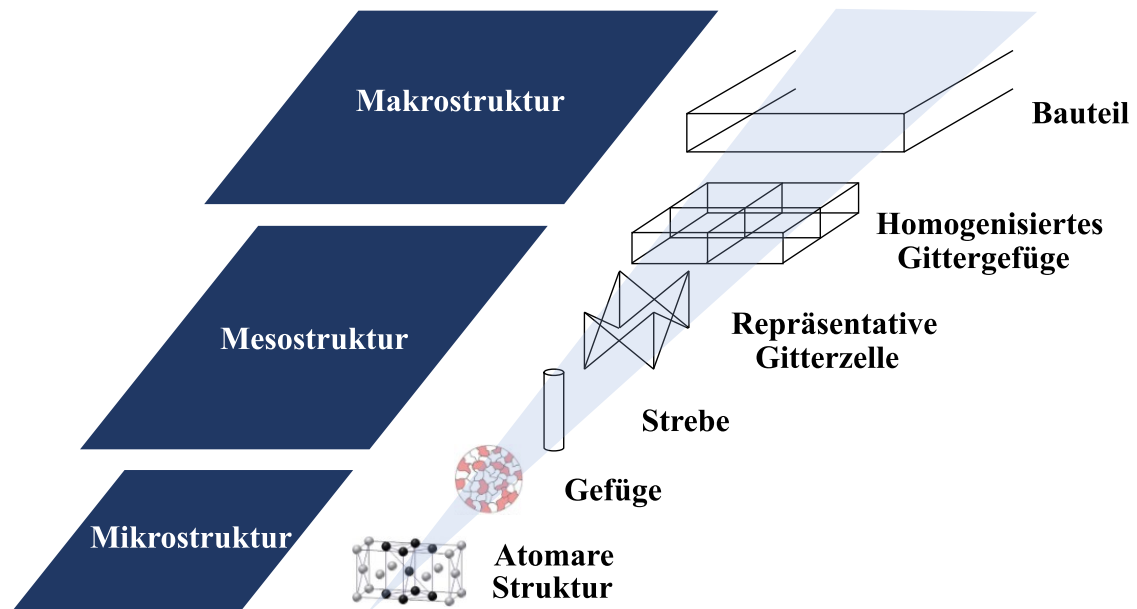 Makrostruktur
Bauteil
Homogenisiertes
Gittergefüge
Mesostruktur
Repräsentative
Gitterzelle
Strebe
Gefüge
Mikrostruktur
Atomare
Struktur